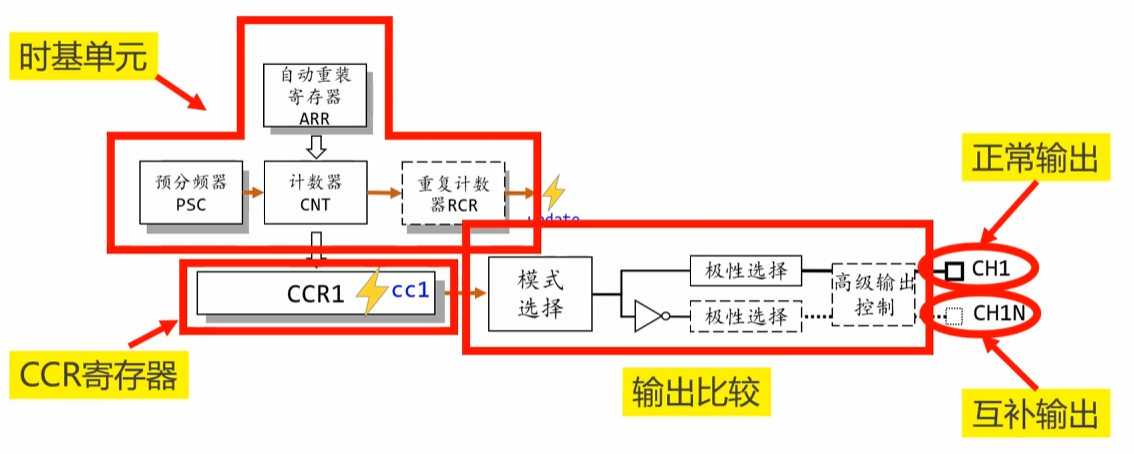 时基单元
自动重装
寄存器
ARR
预分频器
PSC
计数器
CNT
重复计数
器RCR
update
正常输出
CCR1
cc1
模式
选择
极性选择
极性选择
高级输出
控制
CH1
CH1N
CCR寄存器
输出比较
互补输出